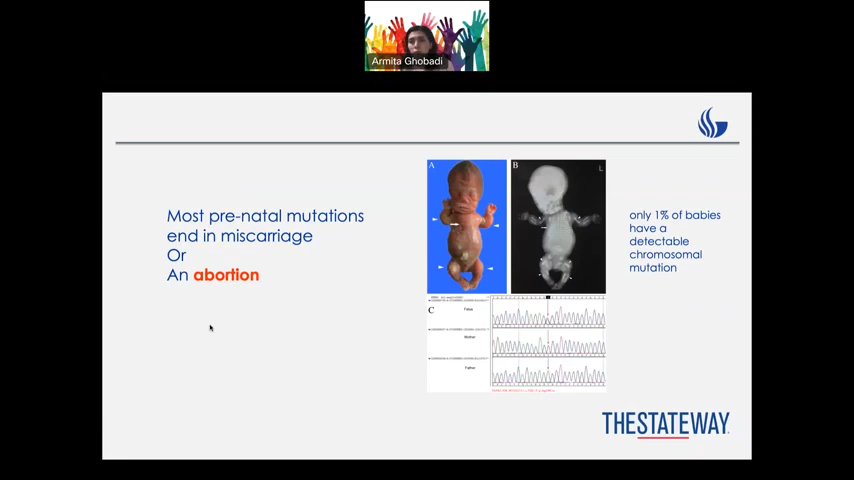 Armita Ghobadi
Most pre-natal mutations
end in miscarriage
Or
An abortion
A
B
L
only 1% of babies
have a
detectable
chromosomal
mutation
C
Fetus
Mother
Father
THESTATEWAY.